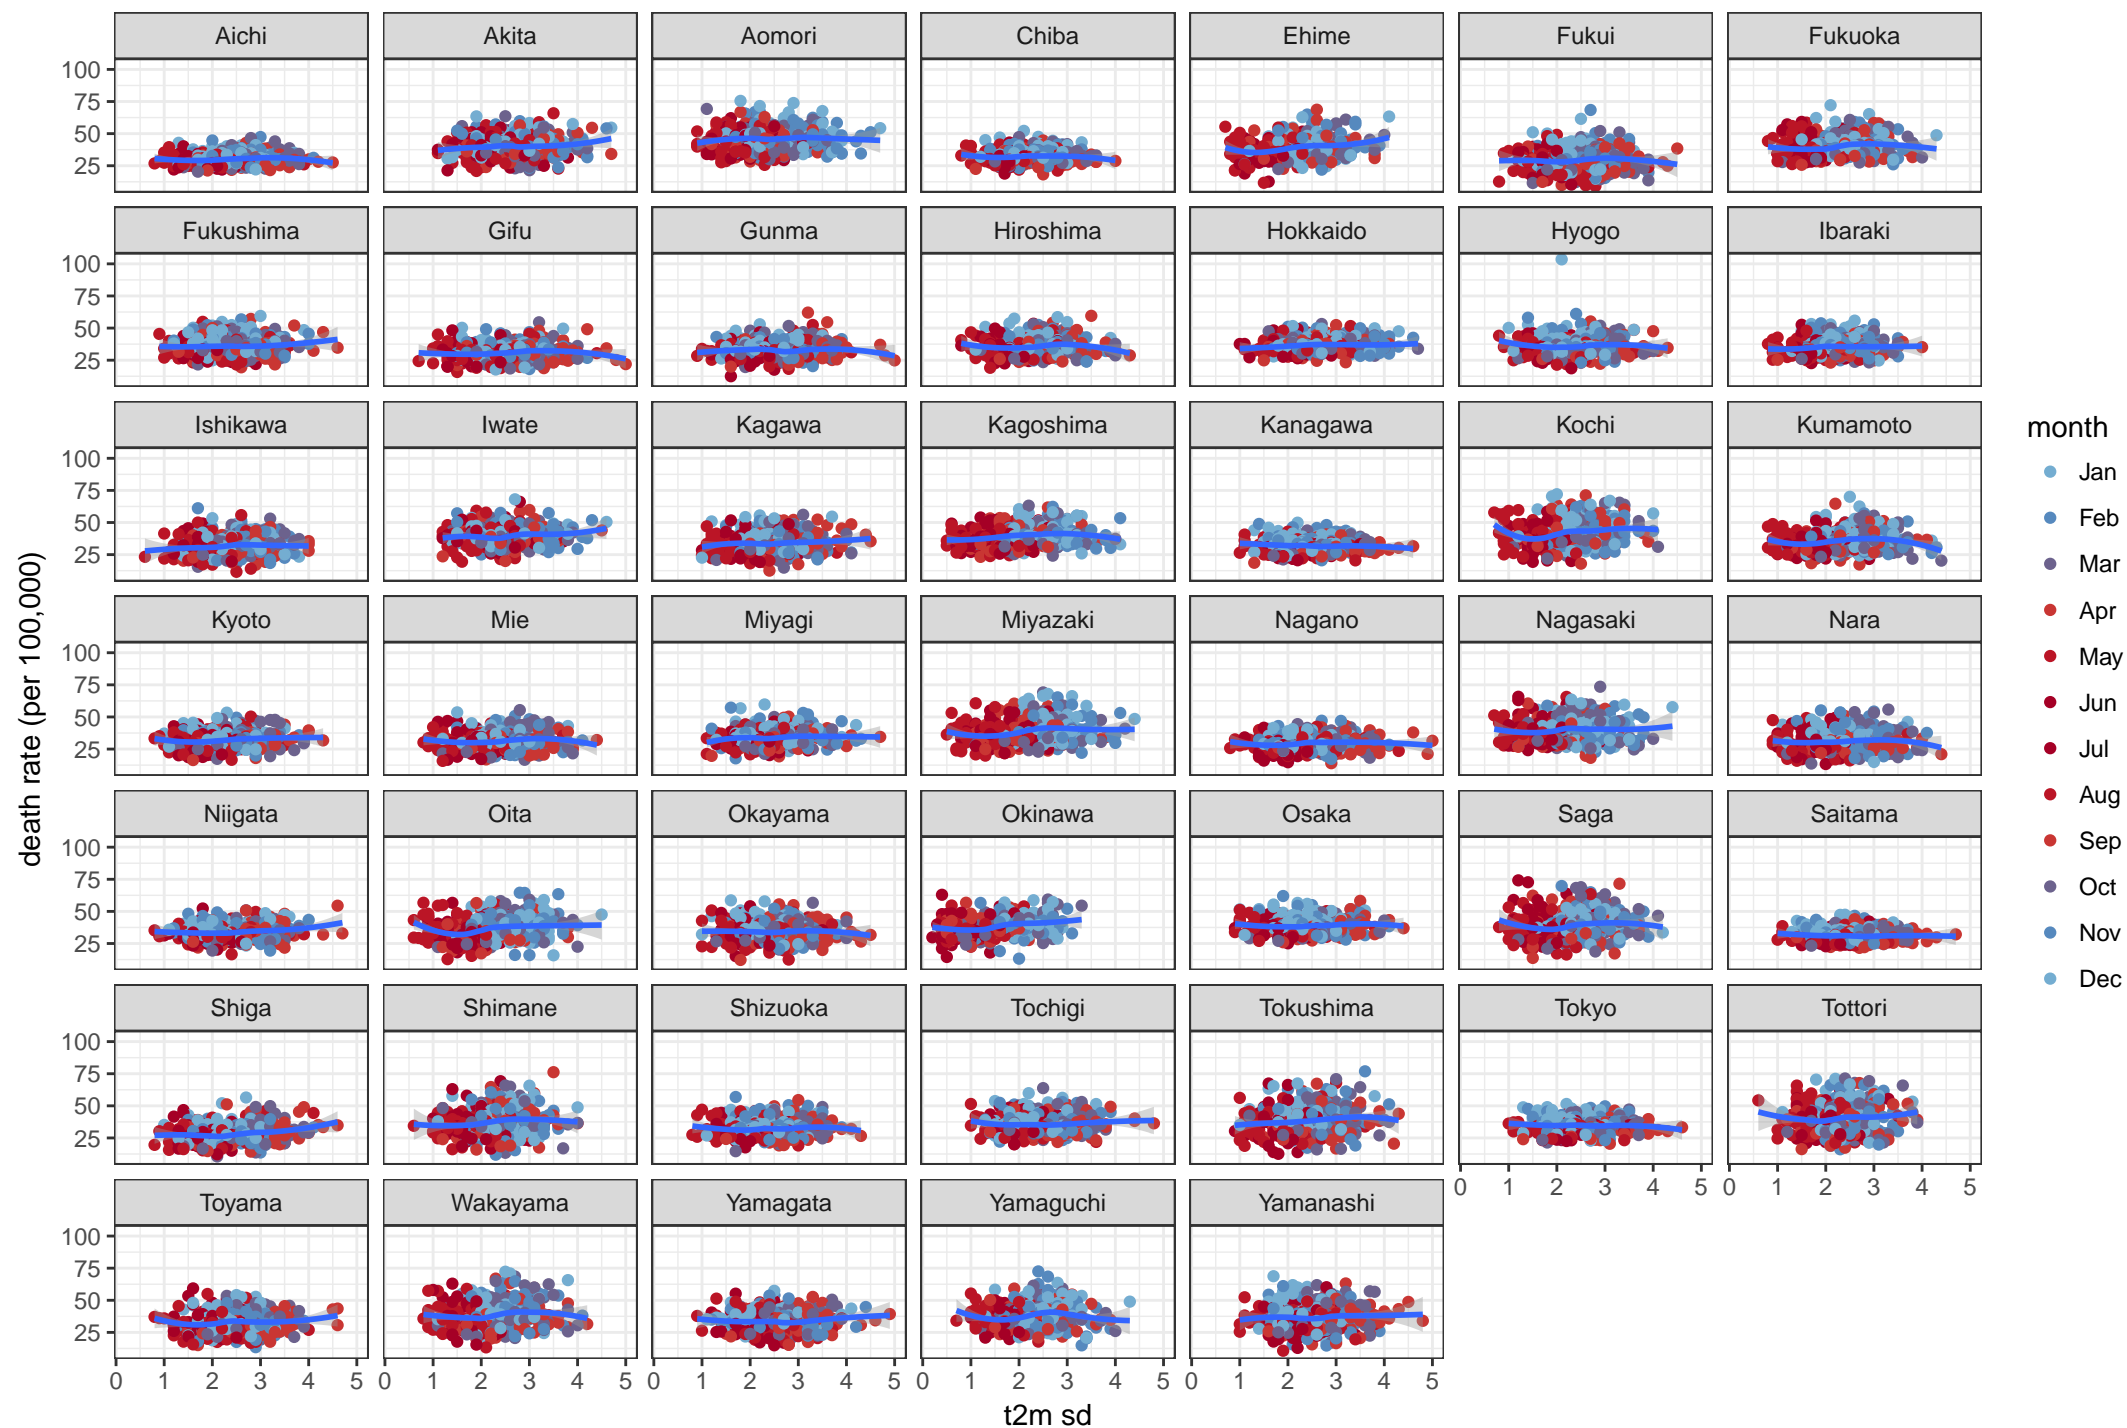 Aichi Akita Aomori Chiba Ehime Fukui Fukuoka
100
75
50
25
Fukushima Gifu Gunma Hiroshima Hokkaido Hyogo Ibaraki
100
75
50
25
Ishikawa Iwate Kagawa Kagoshima Kanagawa Kochi Kumamoto
100
75
50
25
Kyoto Mie Miyagi Miyazaki Nagano Nagasaki Nara
100
75
50
25
Niigata Oita Okayama Okinawa Osaka Saga Saitama
100
75
50
25
Shiga Shimane Shizuoka Tochigi Tokushima Tokyo Tottori
100
75
50
25
0 1 2 3 4 5 0 1 2 3 4 5
Toyama Wakayama Yamagata Yamaguchi Yamanashi
100
75
50
25
0 1 2 3 4 5 0 1 2 3 4 5 0 1 2 3 4 5 0 1 2 3 4 5 0 1 2 3 4 5
t2m sd
death rate (per 100,000)
month
Jan
Feb
Mar
Apr
May
Jun
Jul
Aug
Sep
Oct
Nov
Dec